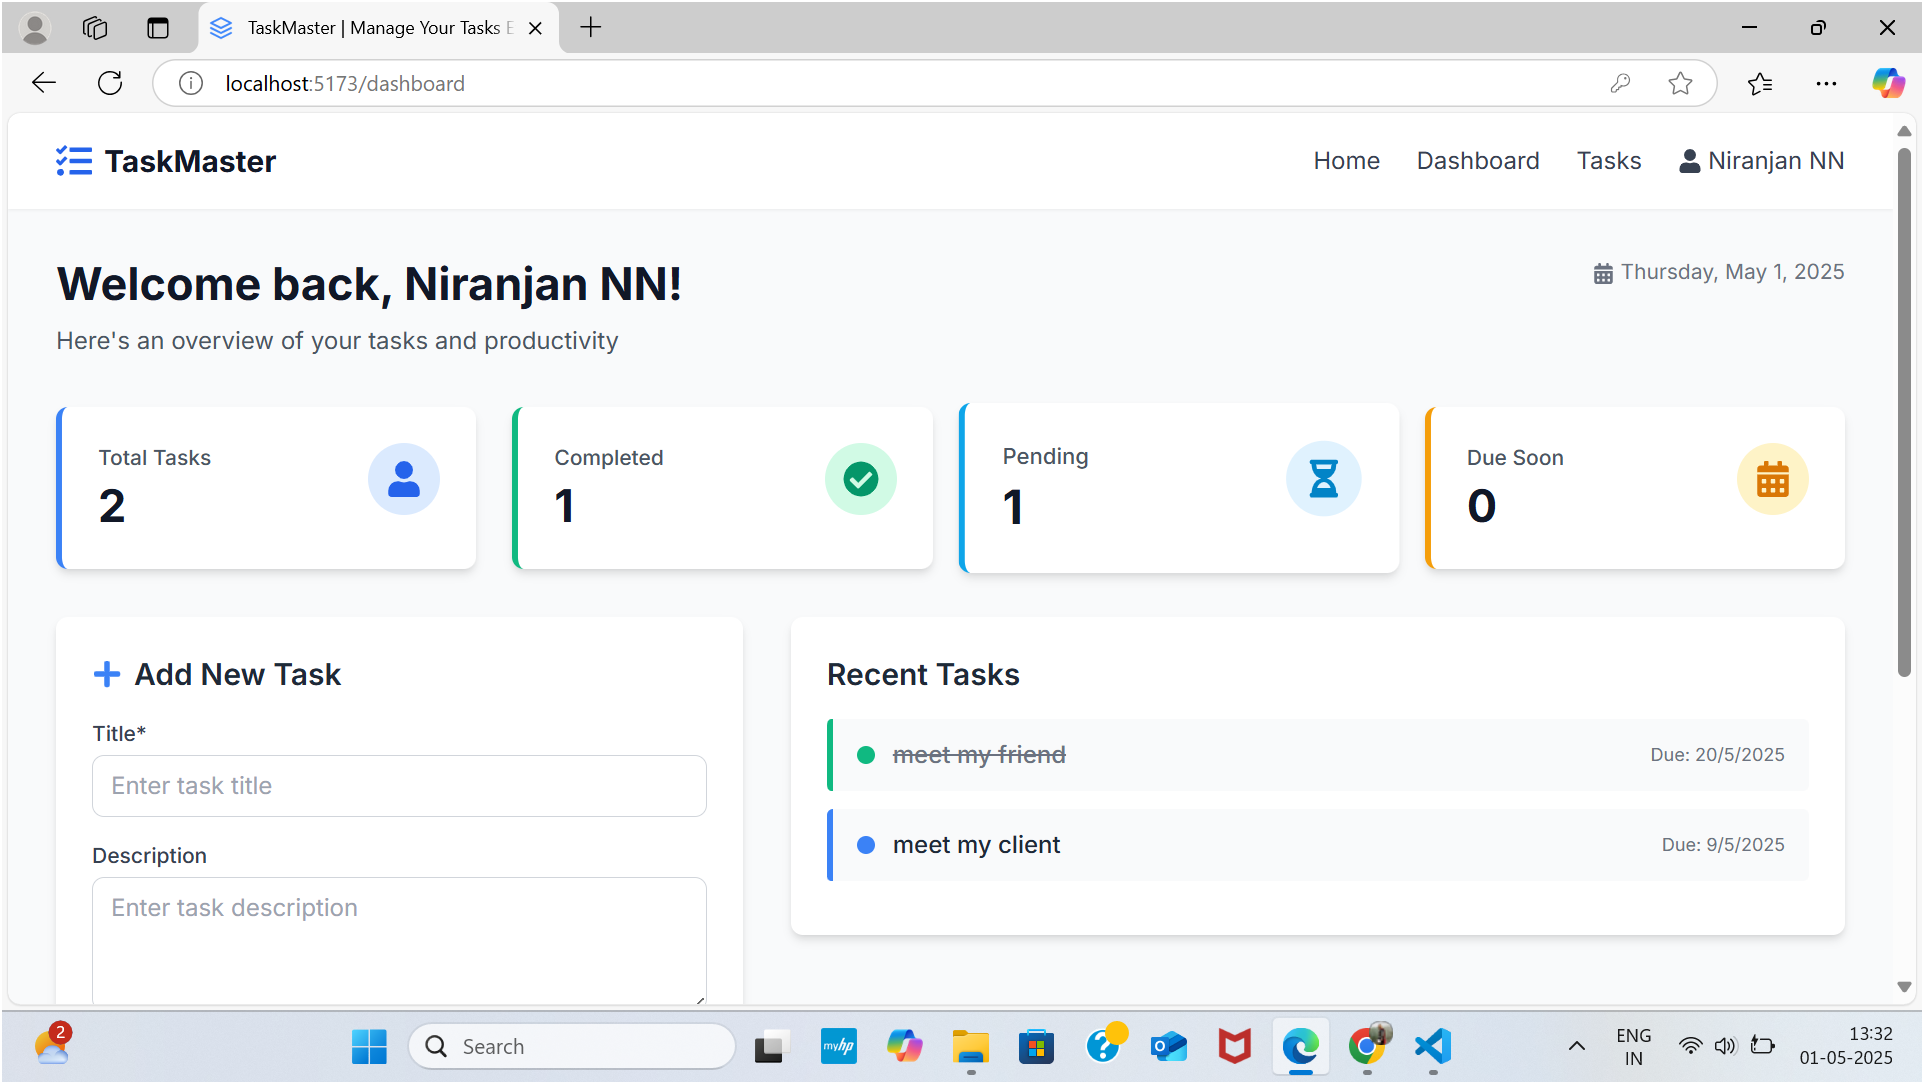 TaskMaster | Manage Your Tasks E
localhost:5173/dashboard
TaskMaster
Home
Dashboard
Tasks
Niranjan NN
Welcome back, Niranjan NN!
Thursday, May 1, 2025
Here's an overview of your tasks and productivity
Total Tasks
2
Completed
1
Pending
1
Due Soon
0
Add New Task
Title*
Enter task title
Description
Enter task description
Recent Tasks
meet my friend
Due: 20/5/2025
meet my client
Due: 9/5/2025
2
Search
myhp
ENG
IN
13:32
01-05-2025